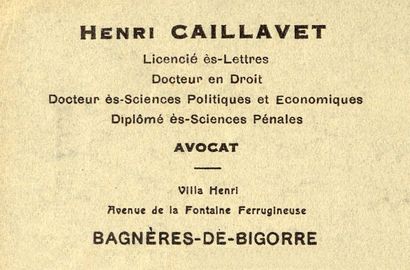 Henri CAILLAVET
Licencié ès-Lettres
Docteur en Droit
Docteur ès-Sciences Politiques et Economiques
Diplômé ès-Sciences Pénales
AVOCAT
Villa Henri
Avenue de la Fontaine Ferrugineuse
BAGNÈRES-DE-BIGORRE